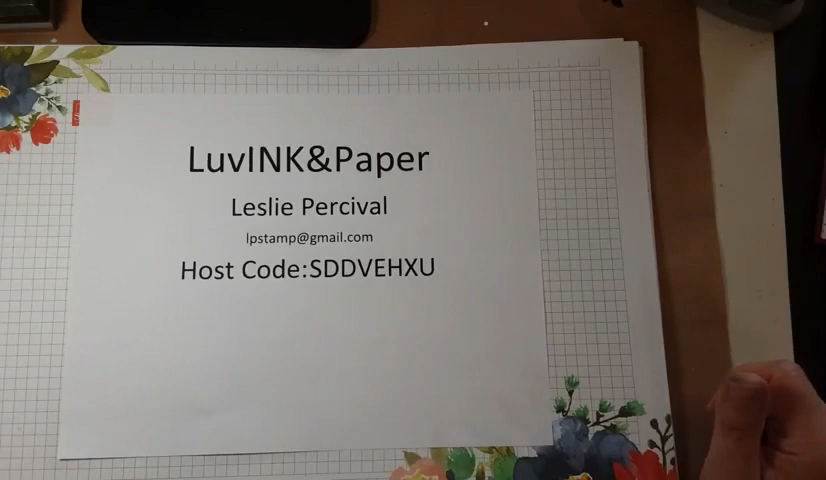 LuvINK&Paper
Leslie Percival
lpstamp@gmail.com
Host Code:SDDVEHXU